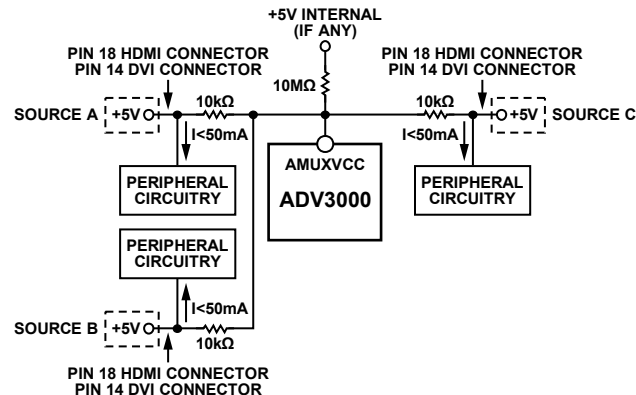 +5V INTERNAL
(IF ANY)
PIN 18 HDMI CONNECTOR
PIN 14 DVI CONNECTOR
PIN 18 HDMI CONNECTOR
PIN 14 DVI CONNECTOR
10MΩ
10kΩ
10kΩ
SOURCE A
+5V
+5V
SOURCE C
I<50mA
I<50mA
AMUXVCC
PERIPHERAL
CIRCUITRY
ADV3000
PERIPHERAL
CIRCUITRY
PERIPHERAL
CIRCUITRY
I<50mA
SOURCE B
+5V
10kΩ
PIN 18 HDMI CONNECTOR
PIN 14 DVI CONNECTOR